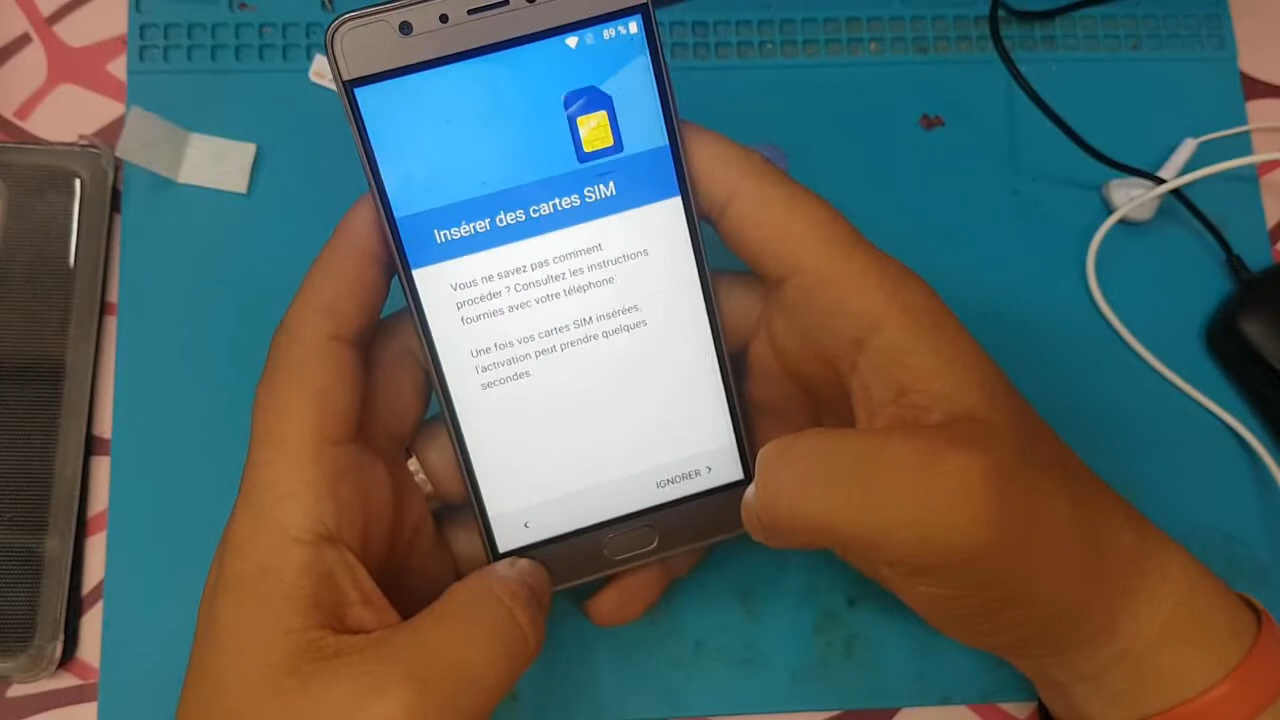 89 %
Insérer des cartes SIM
Vous ne savez pas comment
procéder ? Consultez les instructions
fournies avec votre téléphone.
Une fois vos cartes SIM insérées,
l'activation peut prendre quelques
secondes.
IGNORER